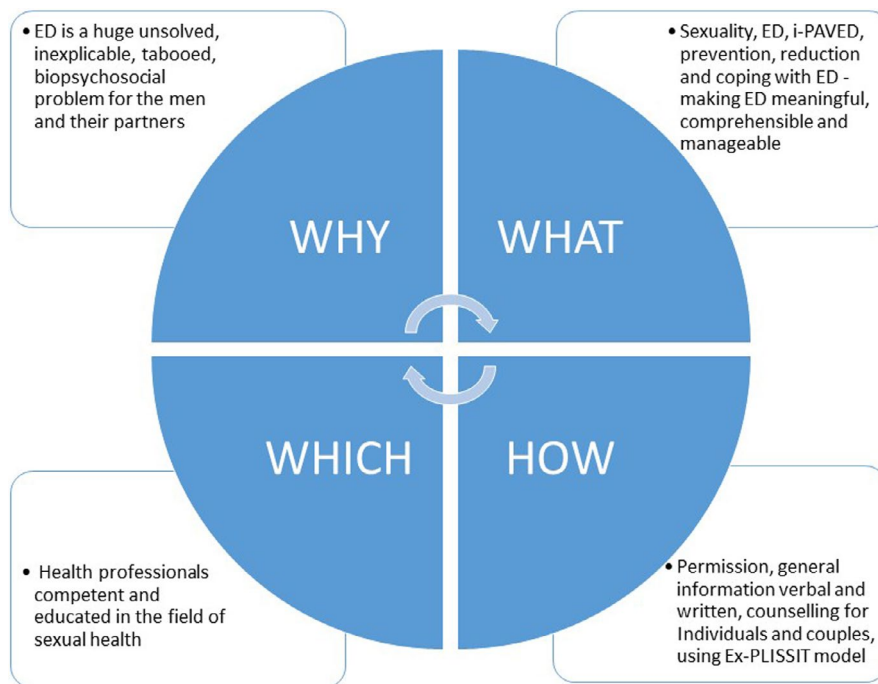 • ED is a huge unsolved,
inexplicable, tabooed,
biopsychosocial
problem for the men
and their partners
• Sexuality, ED, i-PAVED,
prevention, reduction
and coping with ED -
making ED meaningful,
comprehensible and
manageable
WHY
WHAT
WHICH
HOW
• Health professionals
competent and
educated in the field of
sexual health
• Permission, general
information verbal and
written, counselling for
Individuals and couples,
using Ex-PLISSIT model